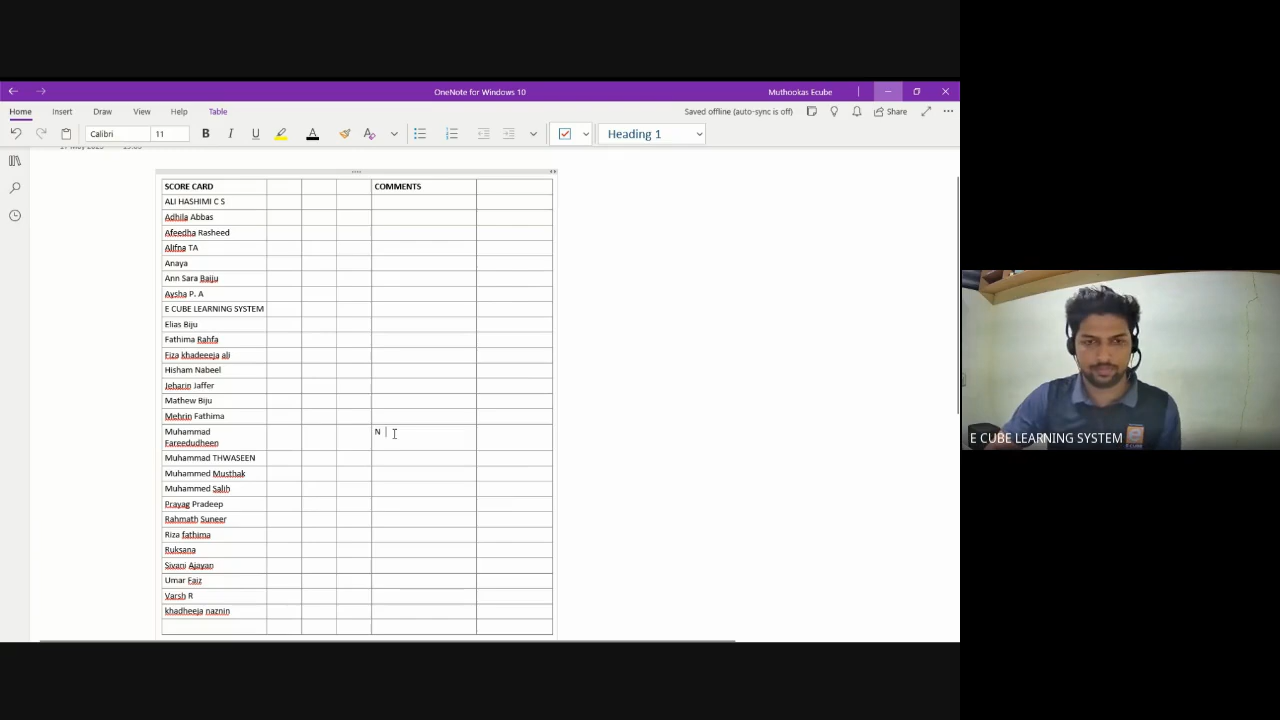 OneNote for Windows 10
Muthookas Ecube
Home Insert Draw View Help Table
Saved offline (auto-sync is off)
Share
Calibri 11 B I U A Heading 1
SCORE CARD COMMENTS
ALI HASHIMI C S
Adhila Abbas
Afeedha Rasheed
Alifna TA
Anaya
Ann Sara Baiju
Aysha P. A
E CUBE LEARNING SYSTEM
Elias Biju
Fathima Rahfa
Fiza khadeeeja ali
Hisham Nabeel
Jeharin Jaffer
Mathew Biju
Mehrin Fathima
Muhammad N
Fareedudheen
Muhammad THWASEEN
Muhammed Musthak
Muhammed Salih
Prayag Pradeep
Rahmath Suneer
Riza fathima
Ruksana
Sivani Ajayan
Umar Faiz
Varsh R
khadheeja naznin
E CUBE LEARNING SYSTEM